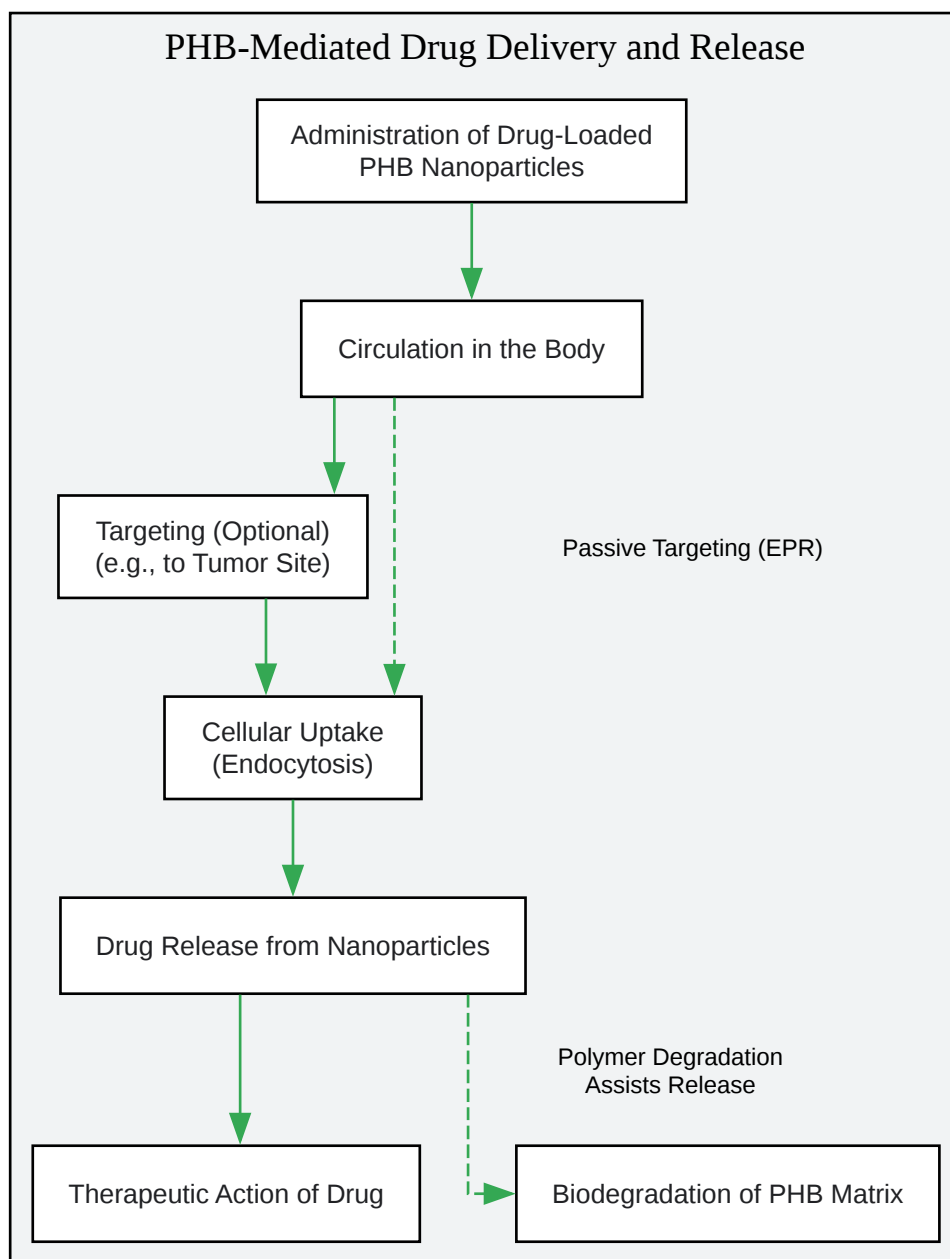 PHB-Mediated Drug Delivery and Release
Administration of Drug-Loaded
PHB Nanoparticles
Circulation in the Body
Targeting (Optional)
(e.g., to Tumor Site)
Passive Targeting (EPR)
Cellular Uptake
(Endocytosis)
Drug Release from Nanoparticles
Polymer Degradation
Assists Release
Therapeutic Action of Drug
Biodegradation of PHB Matrix